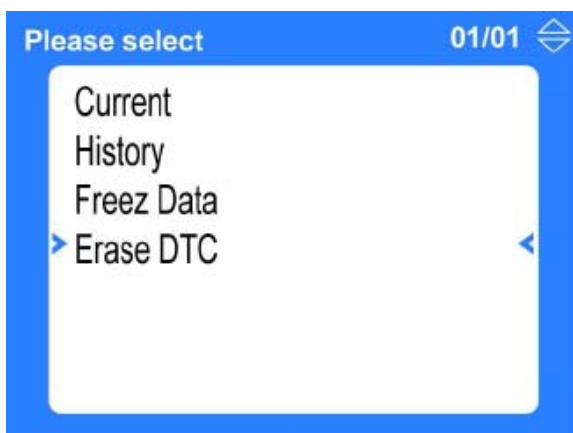 Please select 01/01
Current
History
Freez Data
> Erase DTC <